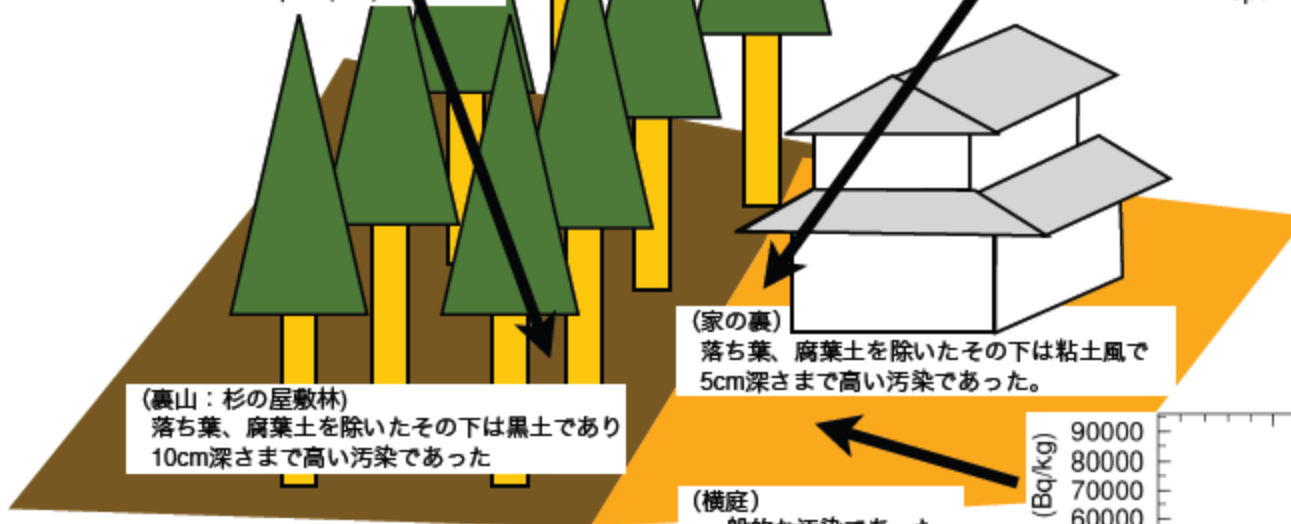 (家の裏)
落ち葉、腐葉土を除いたその下は粘土風で
5cm深さまで高い汚染であった。
(裏山：杉の屋敷林)
落ち葉、腐葉土を除いたその下は黒土であり
10cm深さまで高い汚染であった
(Bq/kg)
90000
80000
70000
60000
(横庭)